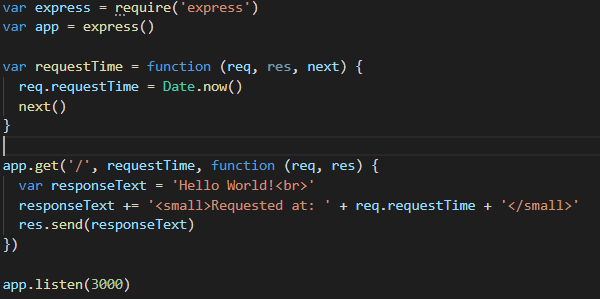 var express = require('express')
var app = express()
var requestTime = function (req, res, next) {
req.requestTime = Date.now()
next()
}
app.get('/', requestTime, function (req, res) {
var responseText = 'Hello World!<br>'
responseText += '<small>Requested at: ' + req.requestTime + '</small>'
res.send(responseText)
})
app.listen(3000)